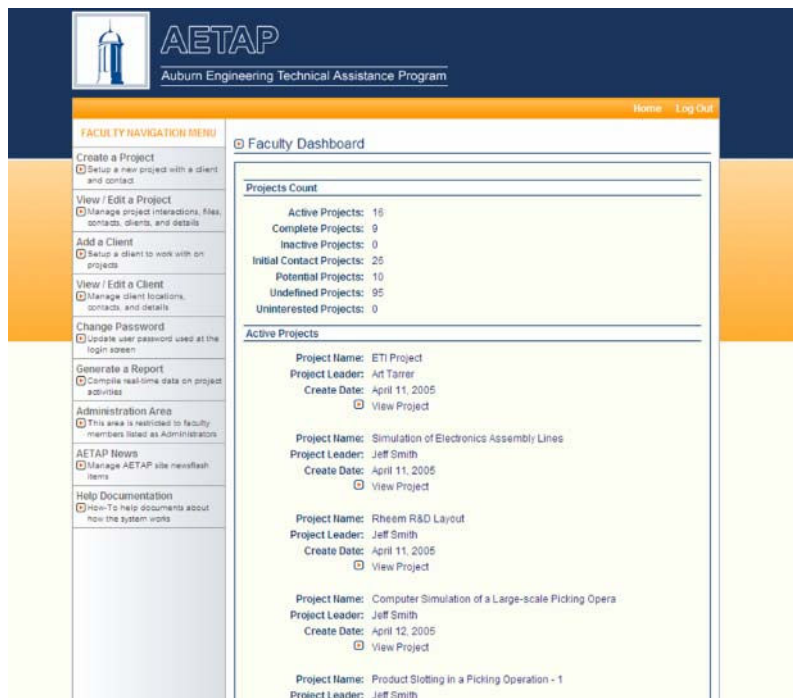 AETAP
Auburn Engineering Technical Assistance Program
Home Log Out
FACULTY NAVIGATION MENU
Create a Project
Setup a new project with a client
and contact
View / Edit a Project
Manage project interactions, files,
contacts, clients, and details
Add a Client
Setup a client to work with on
projects
View / Edit a Client
Manage client locations,
contacts, and details
Change Password
Update user password used at the
login screen
Generate a Report
Compile real-time data on project
activities
Administration Area
This area is restricted to faculty
members listed as Administrators
AETAP News
Manage AETAP site newsflash
items
Help Documentation
How-To help documents about
how the system works
Faculty Dashboard
Projects Count
Active Projects: 16
Complete Projects: 9
Inactive Projects: 0
Initial Contact Projects: 26
Potential Projects: 10
Undefined Projects: 95
Uninterested Projects: 0
Active Projects
Project Name: ETI Project
Project Leader: Art Tarrer
Create Date: April 11, 2005
View Project
Project Name: Simulation of Electronics Assembly Lines
Project Leader: Jeff Smith
Create Date: April 11, 2005
View Project
Project Name: Rheem R&D Layout
Project Leader: Jeff Smith
Create Date: April 11, 2005
View Project
Project Name: Computer Simulation of a Large-scale Picking Opera
Project Leader: Jeff Smith
Create Date: April 12, 2005
View Project
Project Name: Product Slotting in a Picking Operation - 1
Project Leader: Jeff Smith